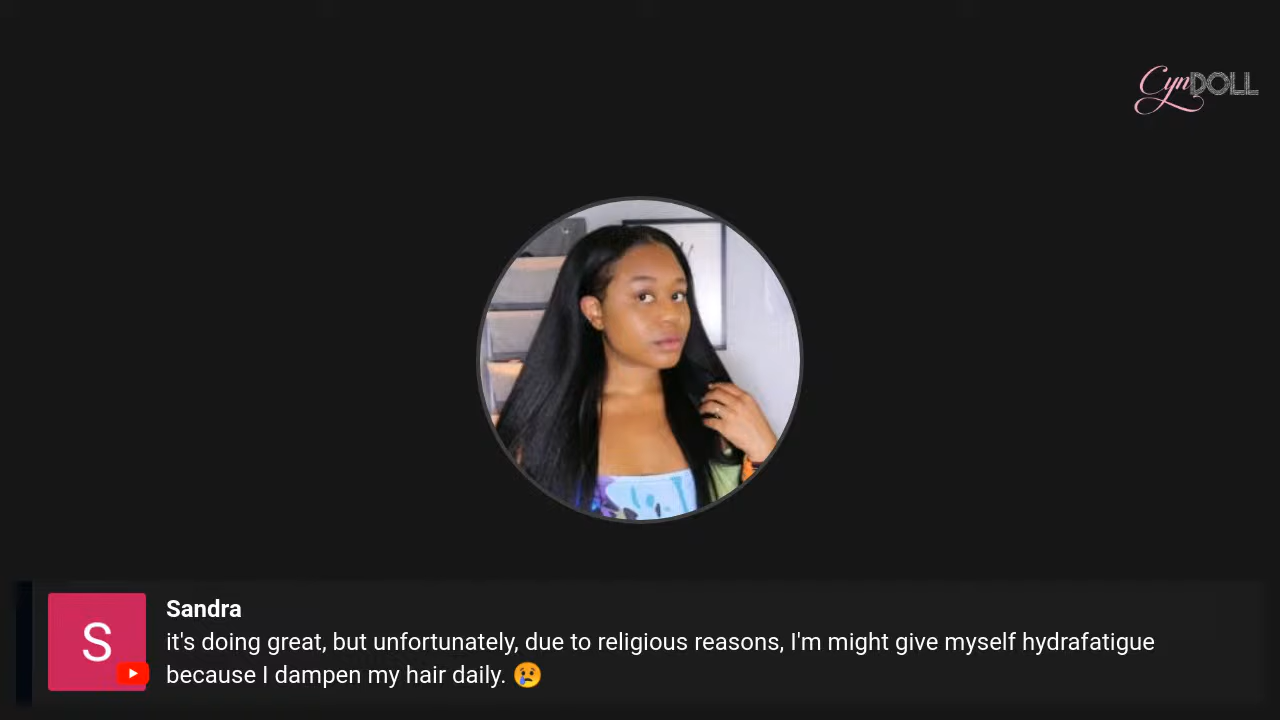 CynDOLL
Sandra
it's doing great, but unfortunately, due to religious reasons, I'm might give myself hydrafatigue
because I dampen my hair daily. 😢
S